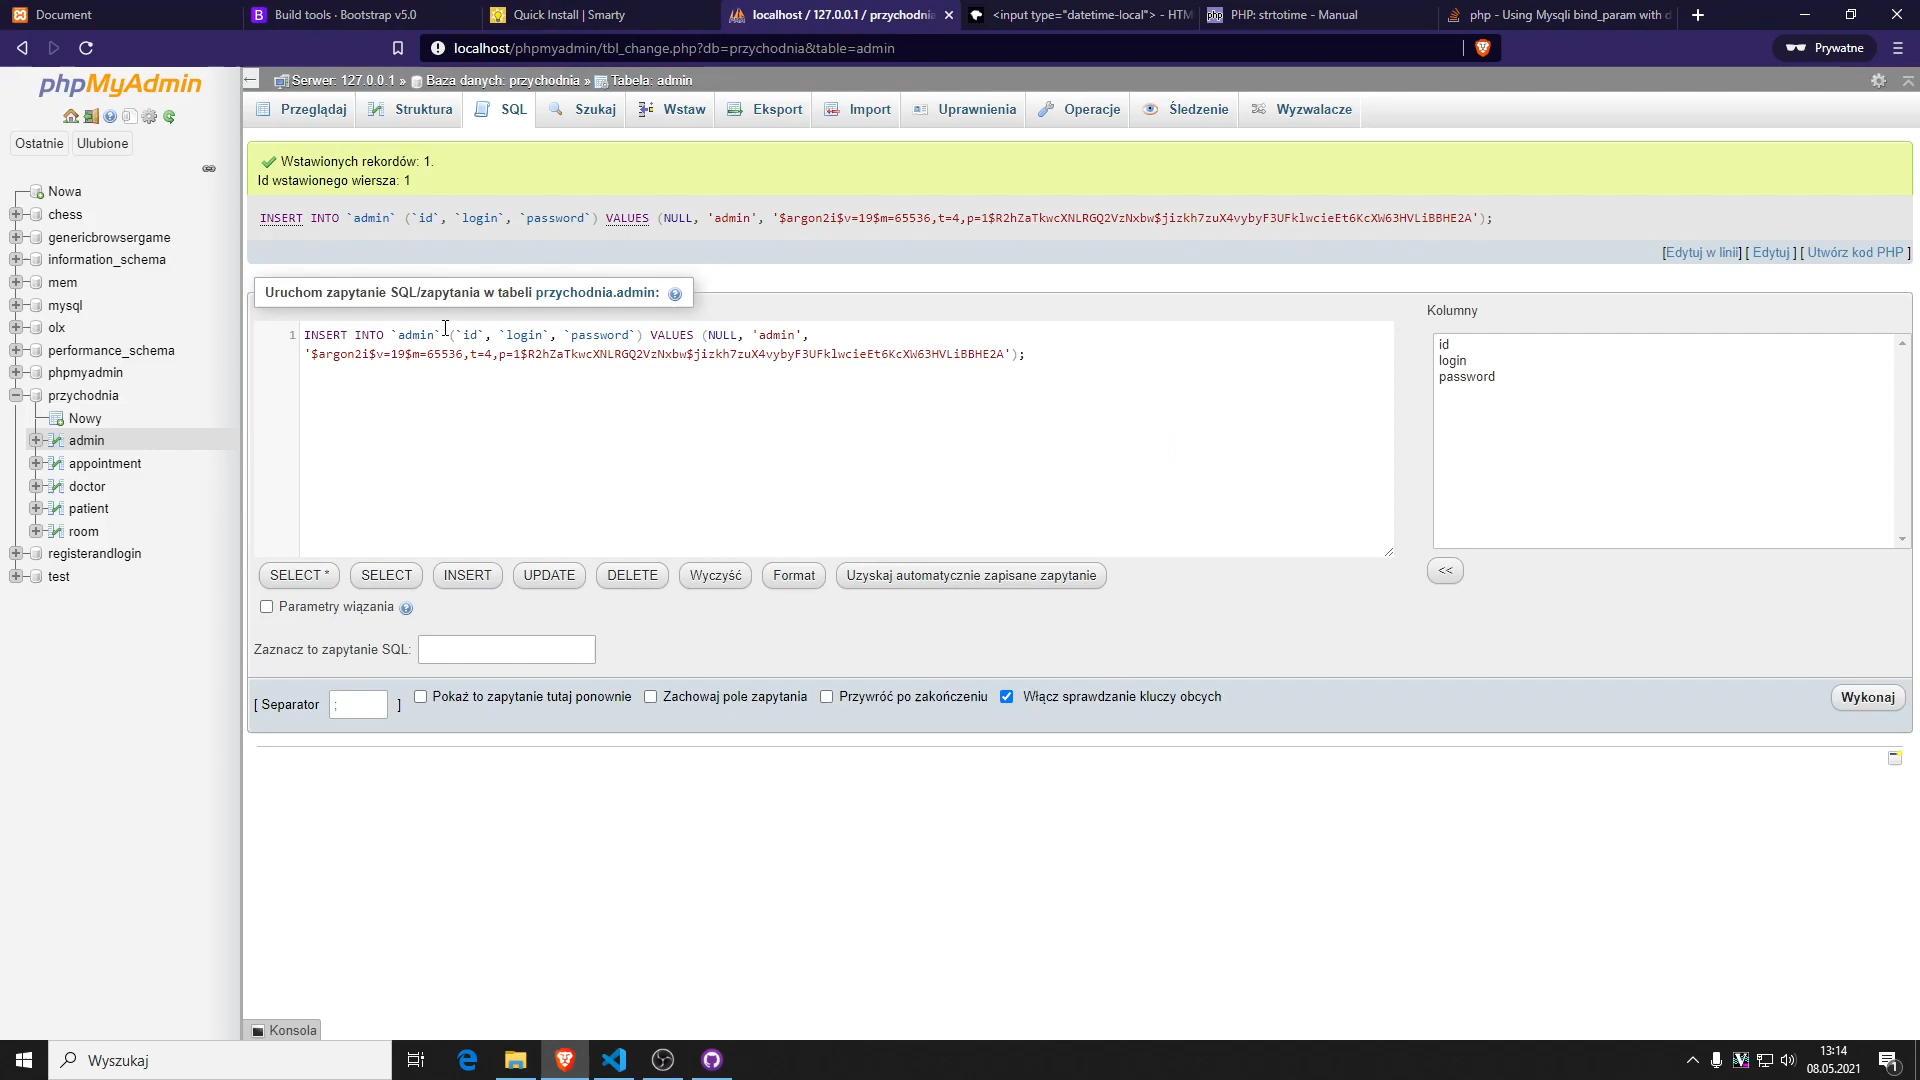 Document
Build tools · Bootstrap v5.0
Quick Install | Smarty
localhost / 127.0.0.1 / przychodnia
<input type="datetime-local"> - HTM
PHP: strtotime - Manual
php - Using Mysqli bind_param with d
localhost/phpmyadmin/tbl_change.php?db=przychodnia&table=admin
Prywatne
phpMyAdmin
Ostatnie
Ulubione
Nowa
chess
genericbrowsergame
information_schema
mem
mysql
olx
performance_schema
phpmyadmin
przychodnia
Nowy
admin
appointment
doctor
patient
room
registerandlogin
test
Serwer: 127.0.0.1 » Baza danych: przychodnia » Tabela: admin
Przeglądaj
Struktura
SQL
Szukaj
Wstaw
Eksport
Import
Uprawnienia
Operacje
Śledzenie
Wyzwalacze
Wstawionych rekordów: 1.
Id wstawionego wiersza: 1
INSERT INTO `admin` (`id`, `login`, `password`) VALUES (NULL, 'admin', '$argon2i$v=19$m=65536,t=4,p=1$R2hZaTkwcXNLRGQ2VzNxbw$jizkh7zuX4vybyF3UFklwcieEt6KcXW63HVLiBBHE2A');
[Edytuj w linii] [ Edytuj ] [ Utwórz kod PHP ]
Uruchom zapytanie SQL/zapytania w tabeli przychodnia.admin:
1 INSERT INTO `admin` (`id`, `login`, `password`) VALUES (NULL, 'admin',
'$argon2i$v=19$m=65536,t=4,p=1$R2hZaTkwcXNLRGQ2VzNxbw$jizkh7zuX4vybyF3UFklwcieEt6KcXW63HVLiBBHE2A');
Kolumny
id
login
password
<<
SELECT *
SELECT
INSERT
UPDATE
DELETE
Wyczyść
Format
Uzyskaj automatycznie zapisane zapytanie
Parametry wiązania
Zaznacz to zapytanie SQL:
[ Separator ; ]
Pokaż to zapytanie tutaj ponownie
Zachowaj pole zapytania
Przywróć po zakończeniu
Włącz sprawdzanie kluczy obcych
Wykonaj
Konsola
Wyszukaj
13:14
08.05.2021
1